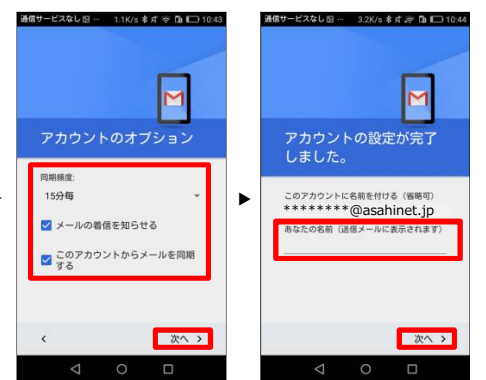 通信サービスなし ... 1.1K/s 10:43
アカウントのオプション
同期頻度:
15分毎
メールの着信を知らせる
このアカウントからメールを同期
する
次へ
通信サービスなし ... 3.2K/s 10:44
アカウントの設定が完了
しました。
このアカウントに名前を付ける（省略可）
********@asahinet.jp
あなたの名前（送信メールに表示されます）
次へ